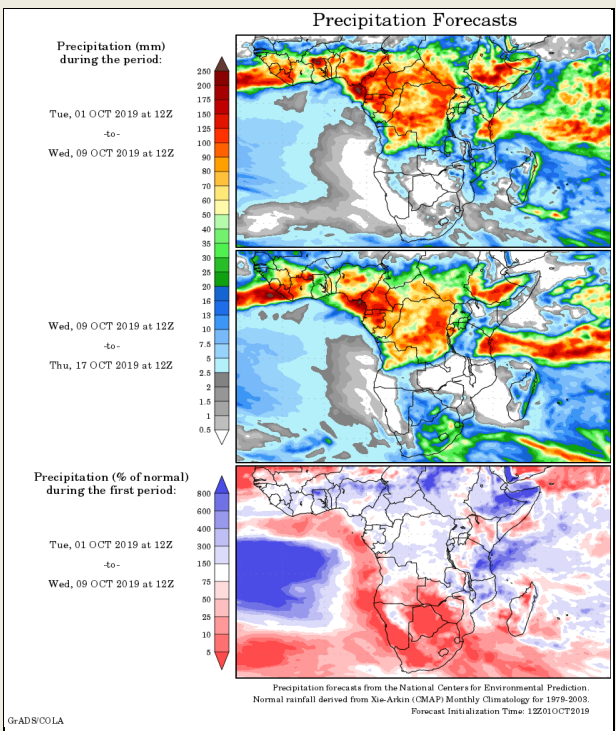 Precipitation Forecasts
Precipitation (mm)
during the period:
Tue, 01 OCT 2019 at 12Z
-to-
Wed, 09 OCT 2019 at 12Z
250
200
175
150
125
100
90
80
70
60
50
40
35
30
25
20
16
13
10
7.5
5
2.5
2
1.5
1
0.5
Wed, 09 OCT 2019 at 12Z
-to-
Thu, 17 OCT 2019 at 12Z
Precipitation (% of normal)
during the first period:
Tue, 01 OCT 2019 at 12Z
-to-
Wed, 09 OCT 2019 at 12Z
800
600
400
300
150
75
50
25
10
5
Precipitation forecasts from the National Centers for Environmental Prediction.
Normal rainfall derived from Xie-Arkin (CMAP) Monthly Climatology for 1979-2003.
Forecast Initialization Time: 12Z01OCT2019
GrADS/COLA